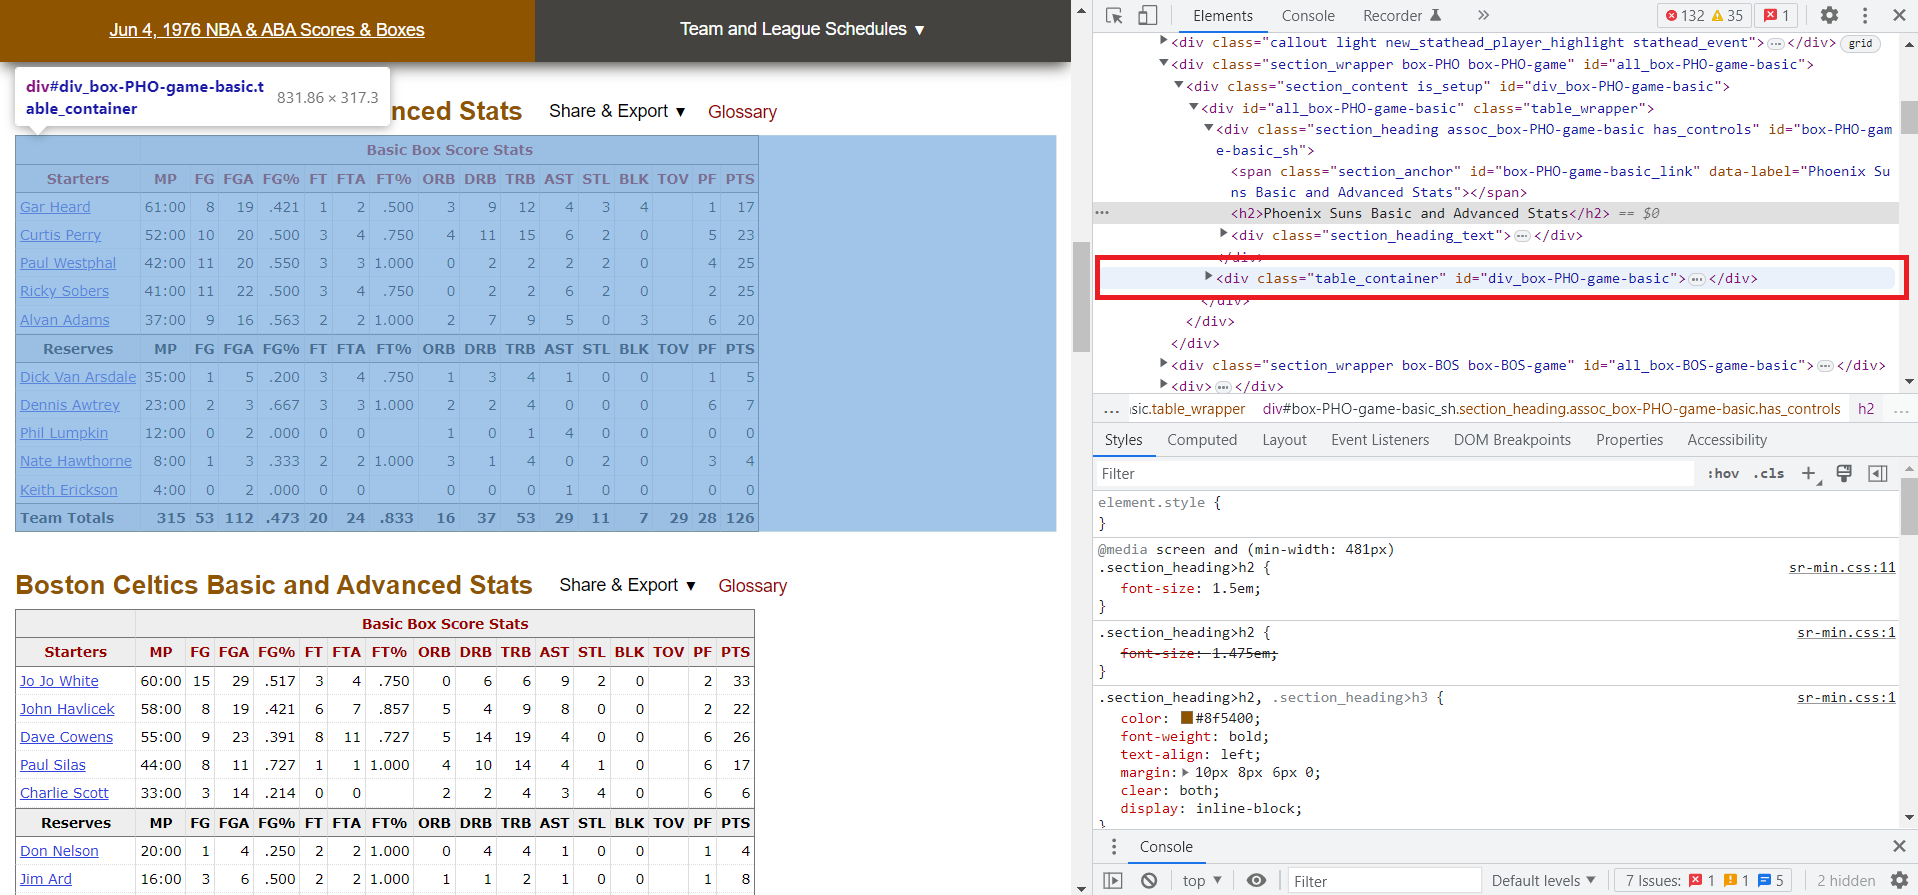 Jun 4, 1976 NBA & ABA Scores & Boxes
Team and League Schedules ▼
div#div_box-PHO-game-basic.t
able_container
831.86 × 317.3
nced Stats
Share & Export ▼
Glossary
Basic Box Score Stats
Starters MP FG FGA FG% FT FTA FT% ORB DRB TRB AST STL BLK TOV PF PTS
Gar Heard 61:00 8 19 .421 1 2 .500 3 9 12 4 3 4 1 17
Curtis Perry 52:00 10 20 .500 3 4 .750 4 11 15 6 2 0 5 23
Paul Westphal 42:00 11 20 .550 3 3 1.000 0 2 2 2 2 0 4 25
Ricky Sobers 41:00 11 22 .500 3 4 .750 0 2 2 6 2 0 2 25
Alvan Adams 37:00 9 16 .563 2 2 1.000 2 7 9 5 0 3 6 20
Reserves MP FG FGA FG% FT FTA FT% ORB DRB TRB AST STL BLK TOV PF PTS
Dick Van Arsdale 35:00 1 5 .200 3 4 .750 1 3 4 1 0 0 1 5
Dennis Awtrey 23:00 2 3 .667 3 3 1.000 2 2 4 0 0 0 6 7
Phil Lumpkin 12:00 0 2 .000 0 0 1 0 1 4 0 0 0 0
Nate Hawthorne 8:00 1 3 .333 2 2 1.000 3 1 4 0 2 0 3 4
Keith Erickson 4:00 0 2 .000 0 0 0 0 0 1 0 0 0 0
Team Totals 315 53 112 .473 20 24 .833 16 37 53 29 11 7 29 28 126
Boston Celtics Basic and Advanced Stats
Share & Export ▼
Glossary
Basic Box Score Stats
Starters MP FG FGA FG% FT FTA FT% ORB DRB TRB AST STL BLK TOV PF PTS
Jo Jo White 60:00 15 29 .517 3 4 .750 0 6 6 9 2 0 2 33
John Havlicek 58:00 8 19 .421 6 7 .857 5 4 9 8 0 0 2 22
Dave Cowens 55:00 9 23 .391 8 11 .727 5 14 19 4 0 0 6 26
Paul Silas 44:00 8 11 .727 1 1 1.000 4 10 14 4 1 0 6 17
Charlie Scott 33:00 3 14 .214 0 0 2 2 4 3 4 0 6 6
Reserves MP FG FGA FG% FT FTA FT% ORB DRB TRB AST STL BLK TOV PF PTS
Don Nelson 20:00 1 4 .250 2 2 1.000 0 4 4 1 0 0 1 4
Jim Ard 16:00 3 6 .500 2 2 1.000 1 1 2 1 0 0 1 8
Elements Console Recorder » 132 35 1
<div class="callout light new_stathead_player_highlight stathead_event">…</div> grid
<div class="section_wrapper box-PHO box-PHO-game" id="all_box-PHO-game-basic">
<div class="section_content is_setup" id="div_box-PHO-game-basic">
<div id="all_box-PHO-game-basic" class="table_wrapper">
<div class="section_heading assoc_box-PHO-game-basic has_controls" id="box-PHO-gam
e-basic_sh">
<span class="section_anchor" id="box-PHO-game-basic_link" data-label="Phoenix Su
ns Basic and Advanced Stats"></span>
… <h2>Phoenix Suns Basic and Advanced Stats</h2> == $0
<div class="section_heading_text">…</div>
</div>
<div class="table_container" id="div_box-PHO-game-basic">…</div>
</div>
</div>
</div>
<div class="section_wrapper box-BOS box-BOS-game" id="all_box-BOS-game-basic">…</div>
<div>…</div>
… sic.table_wrapper div#box-PHO-game-basic_sh.section_heading.assoc_box-PHO-game-basic.has_controls h2 …
Styles Computed Layout Event Listeners DOM Breakpoints Properties Accessibility
Filter :hov .cls +
element.style {
}
@media screen and (min-width: 481px)
.section_heading>h2 { sr-min.css:11
font-size: 1.5em;
}
.section_heading>h2 { sr-min.css:1
font-size: 1.475em;
}
.section_heading>h2, .section_heading>h3 { sr-min.css:1
color: #8f5400;
font-weight: bold;
text-align: left;
margin: 10px 8px 6px 0;
clear: both;
display: inline-block;
}
Console
top ▼ Filter Default levels ▼ 7 Issues: 1 1 5 2 hidden